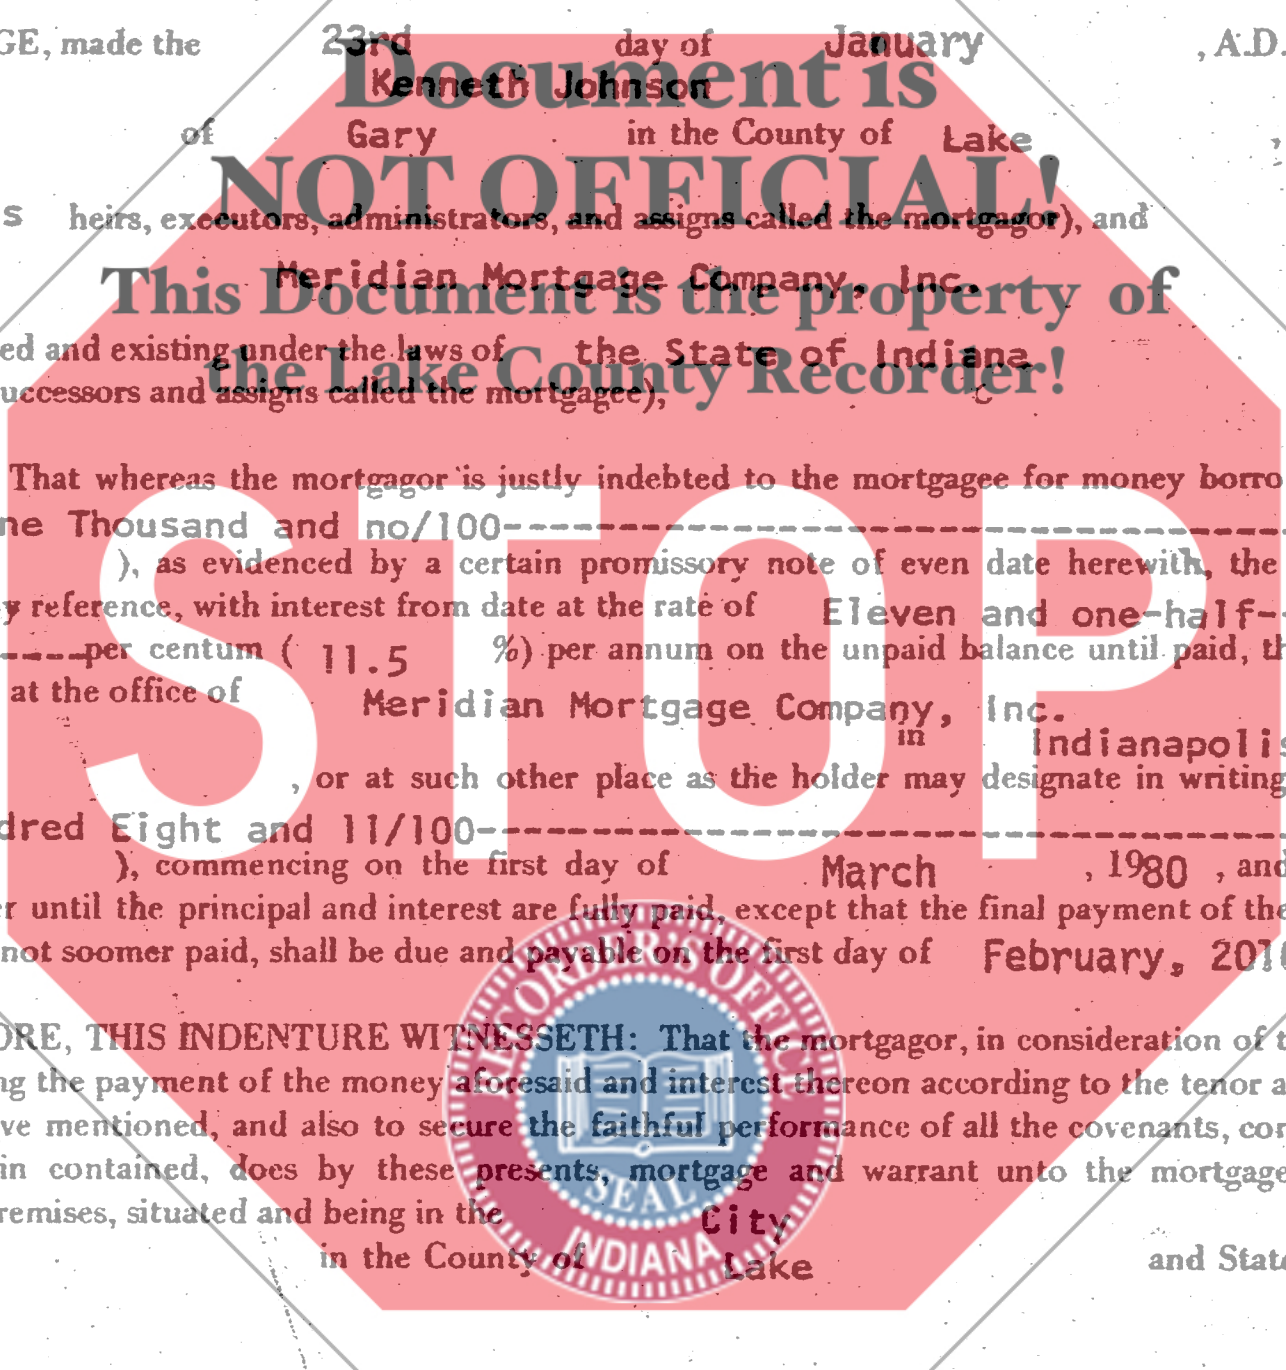 GE, made the 23rd day of January , A.D.
Document is
Kenneth Johnson
of Gary in the County of Lake ,
NOT OFFICIAL!
s heirs, executors, administrators, and assigns called the mortgagor), and
Meridian Mortgage Company, Inc.
This Document is the property of
ed and existing under the laws of the State of Indiana
the Lake County Recorder!
uccessors and assigns called the mortgagee),
That whereas the mortgagor is justly indebted to the mortgagee for money borro
STOP
ne Thousand and no/100--------------------------------
), as evidenced by a certain promissory note of even date herewith, the
y reference, with interest from date at the rate of Eleven and one-half--
----per centum ( 11.5 %) per annum on the unpaid balance until paid, th
at the office of
Meridian Mortgage Company, Inc.
in Indianapolis
, or at such other place as the holder may designate in writing
dred Eight and 11/100--------------------------------
), commencing on the first day of March , 1980 , and
r until the principal and interest are fully paid, except that the final payment of the
not soomer paid, shall be due and payable on the first day of February, 2010
RECORDER'S OFFICE
ORE, THIS INDENTURE WITNESSETH: That the mortgagor, in consideration of t
ng the payment of the money aforesaid and interest thereon according to the tenor a
ve mentioned, and also to secure the faithful performance of all the covenants, con
in contained, does by these presents, mortgage and warrant unto the mortgage
SEAL
remises, situated and being in the City
INDIANA
in the County of Lake and State